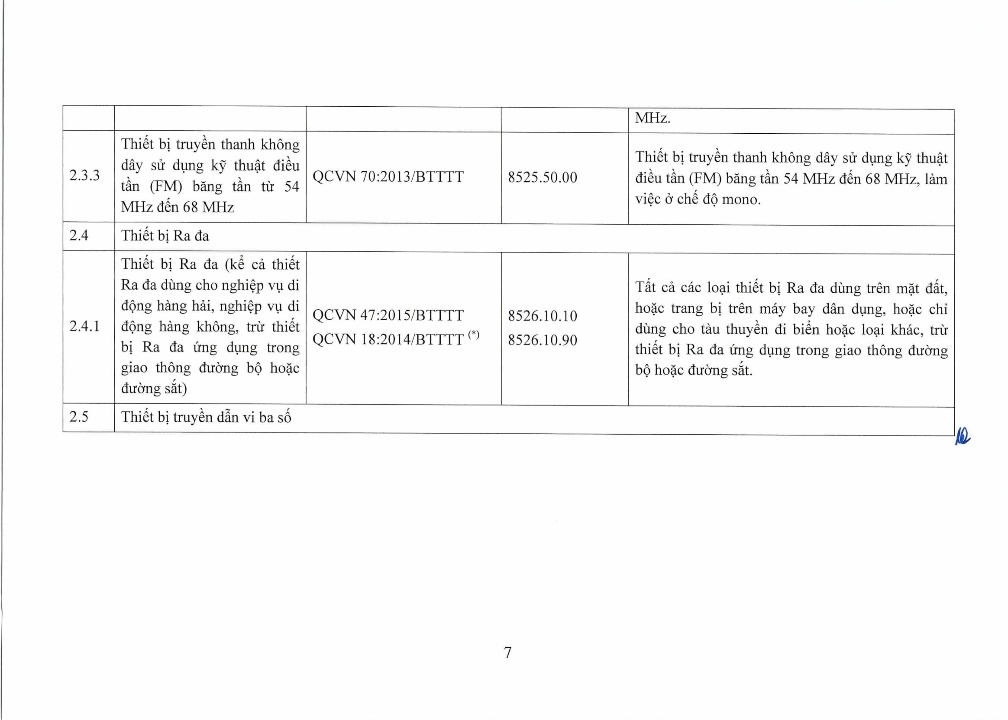 MHz.
2.3.3
Thiết bị truyền thanh không
dây sử dụng kỹ thuật điều
tần (FM) băng tần từ 54
MHz đến 68 MHz
QCVN 70:2013/BTTTT
8525.50.00
Thiết bị truyền thanh không dây sử dụng kỹ thuật
điều tần (FM) băng tần 54 MHz đến 68 MHz, làm
việc ở chế độ mono.
2.4
Thiết bị Ra đa
2.4.1
Thiết bị Ra đa (kể cả thiết
Ra đa dùng cho nghiệp vụ di
động hàng hải, nghiệp vụ di
động hàng không, trừ thiết
bị Ra đa ứng dụng trong
giao thông đường bộ hoặc
đường sắt)
QCVN 47:2015/BTTTT
QCVN 18:2014/BTTTT (*)
8526.10.10
8526.10.90
Tất cả các loại thiết bị Ra đa dùng trên mặt đất,
hoặc trang bị trên máy bay dân dụng, hoặc chỉ
dùng cho tàu thuyền đi biển hoặc loại khác, trừ
thiết bị Ra đa ứng dụng trong giao thông đường
bộ hoặc đường sắt.
2.5
Thiết bị truyền dẫn vi ba số
7